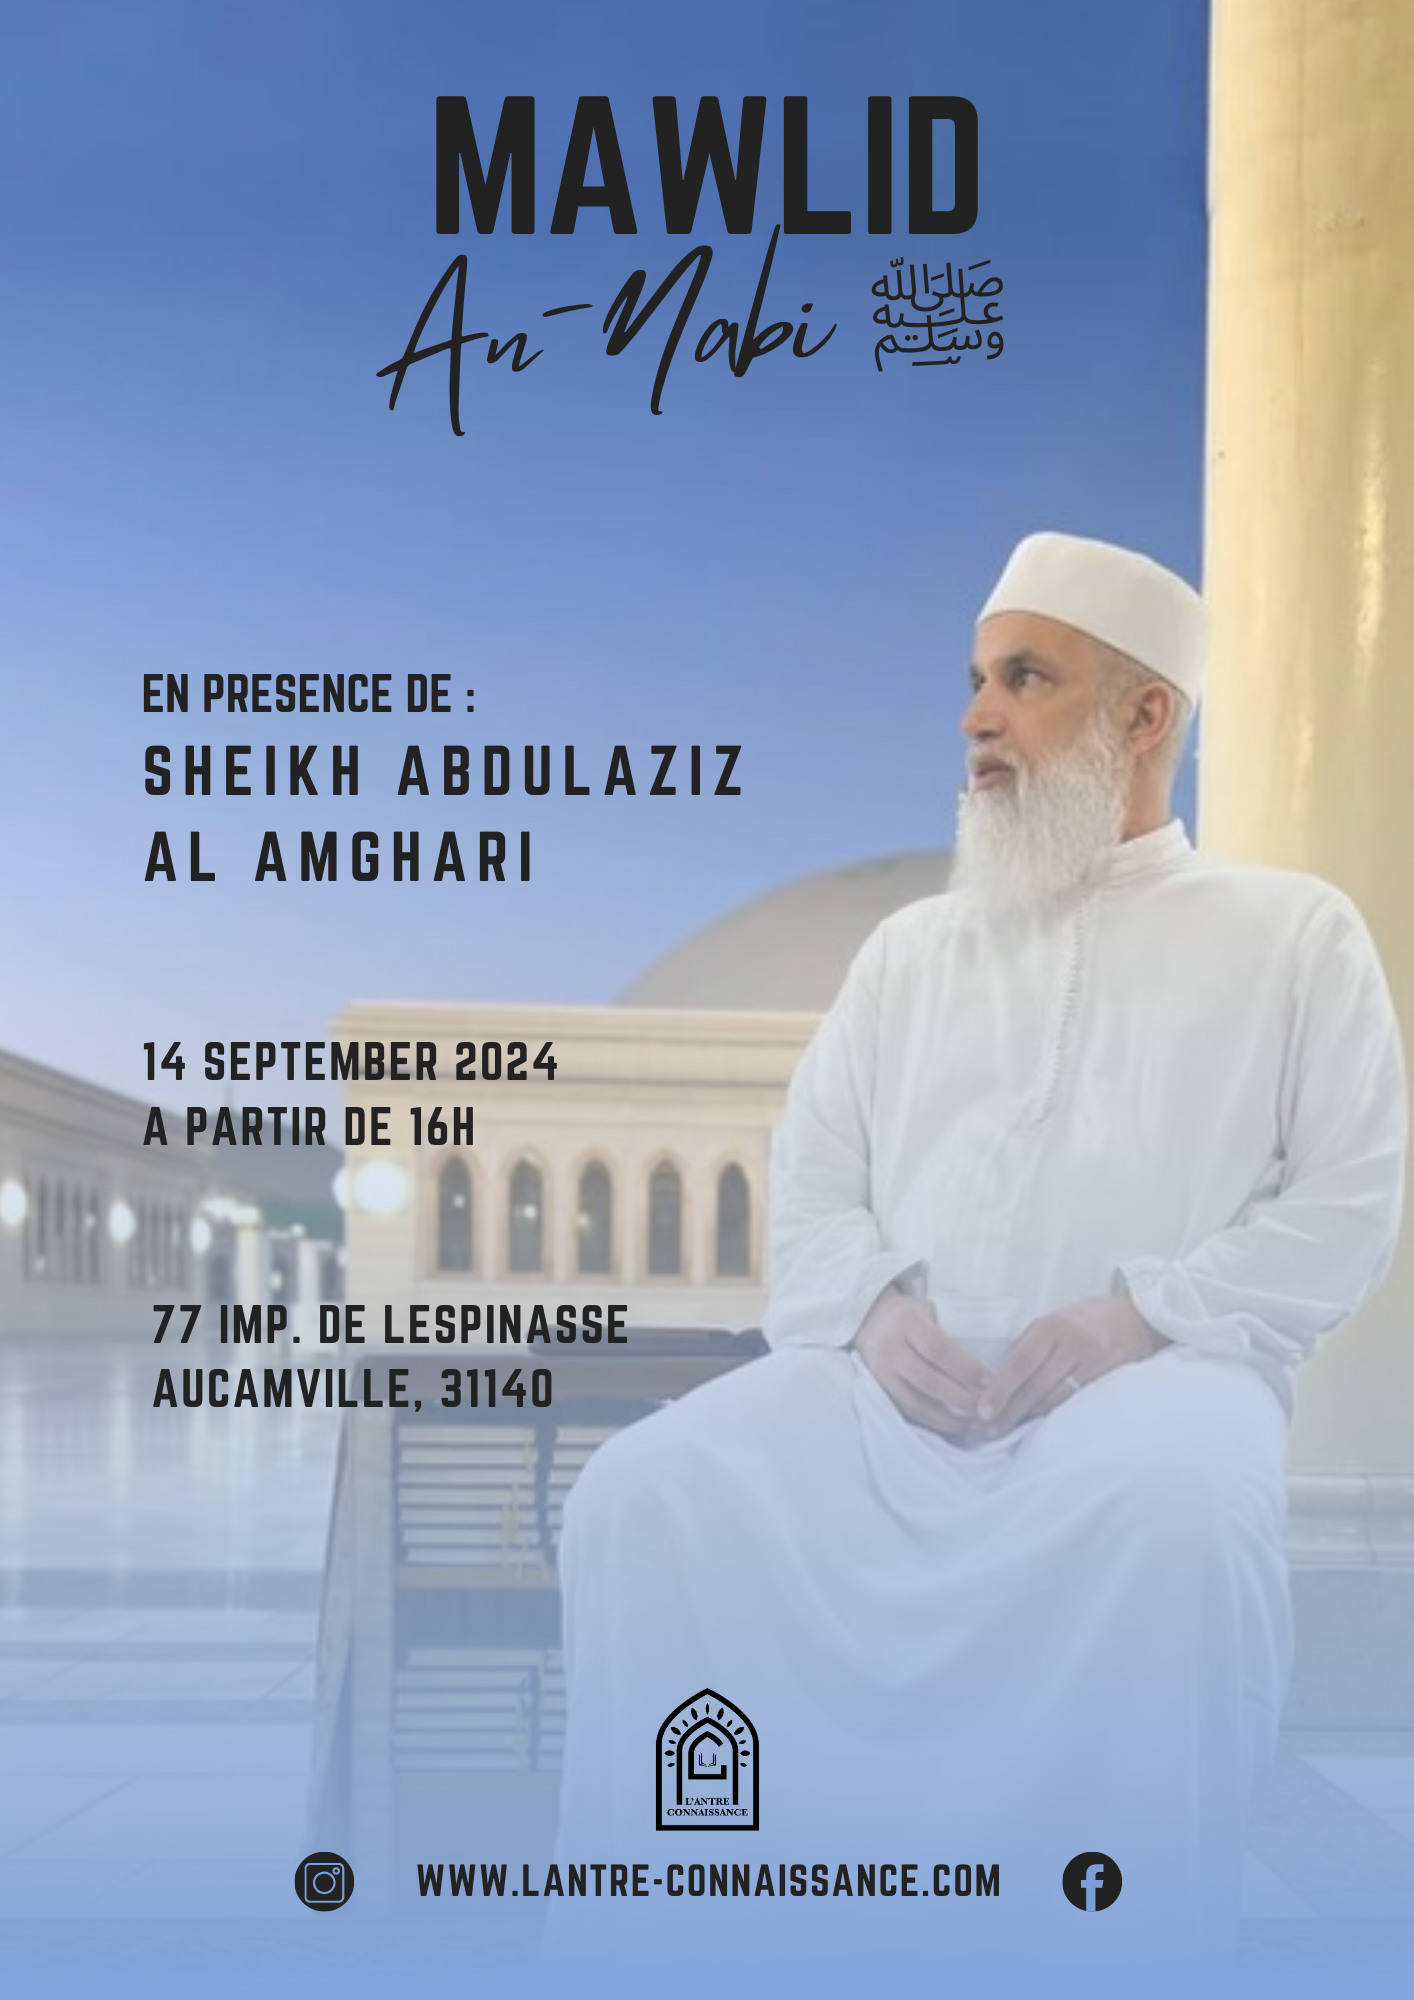 MAWLID
An-Nabi ﷺ
EN PRESENCE DE :
SHEIKH ABDULAZIZ
AL AMGHARI
14 SEPTEMBER 2024
A PARTIR DE 16H
77 IMP. DE LESPINASSE
AUCAMVILLE, 31140
L'ANTRE
CONNAISSANCE
WWW.LANTRE-CONNAISSANCE.COM